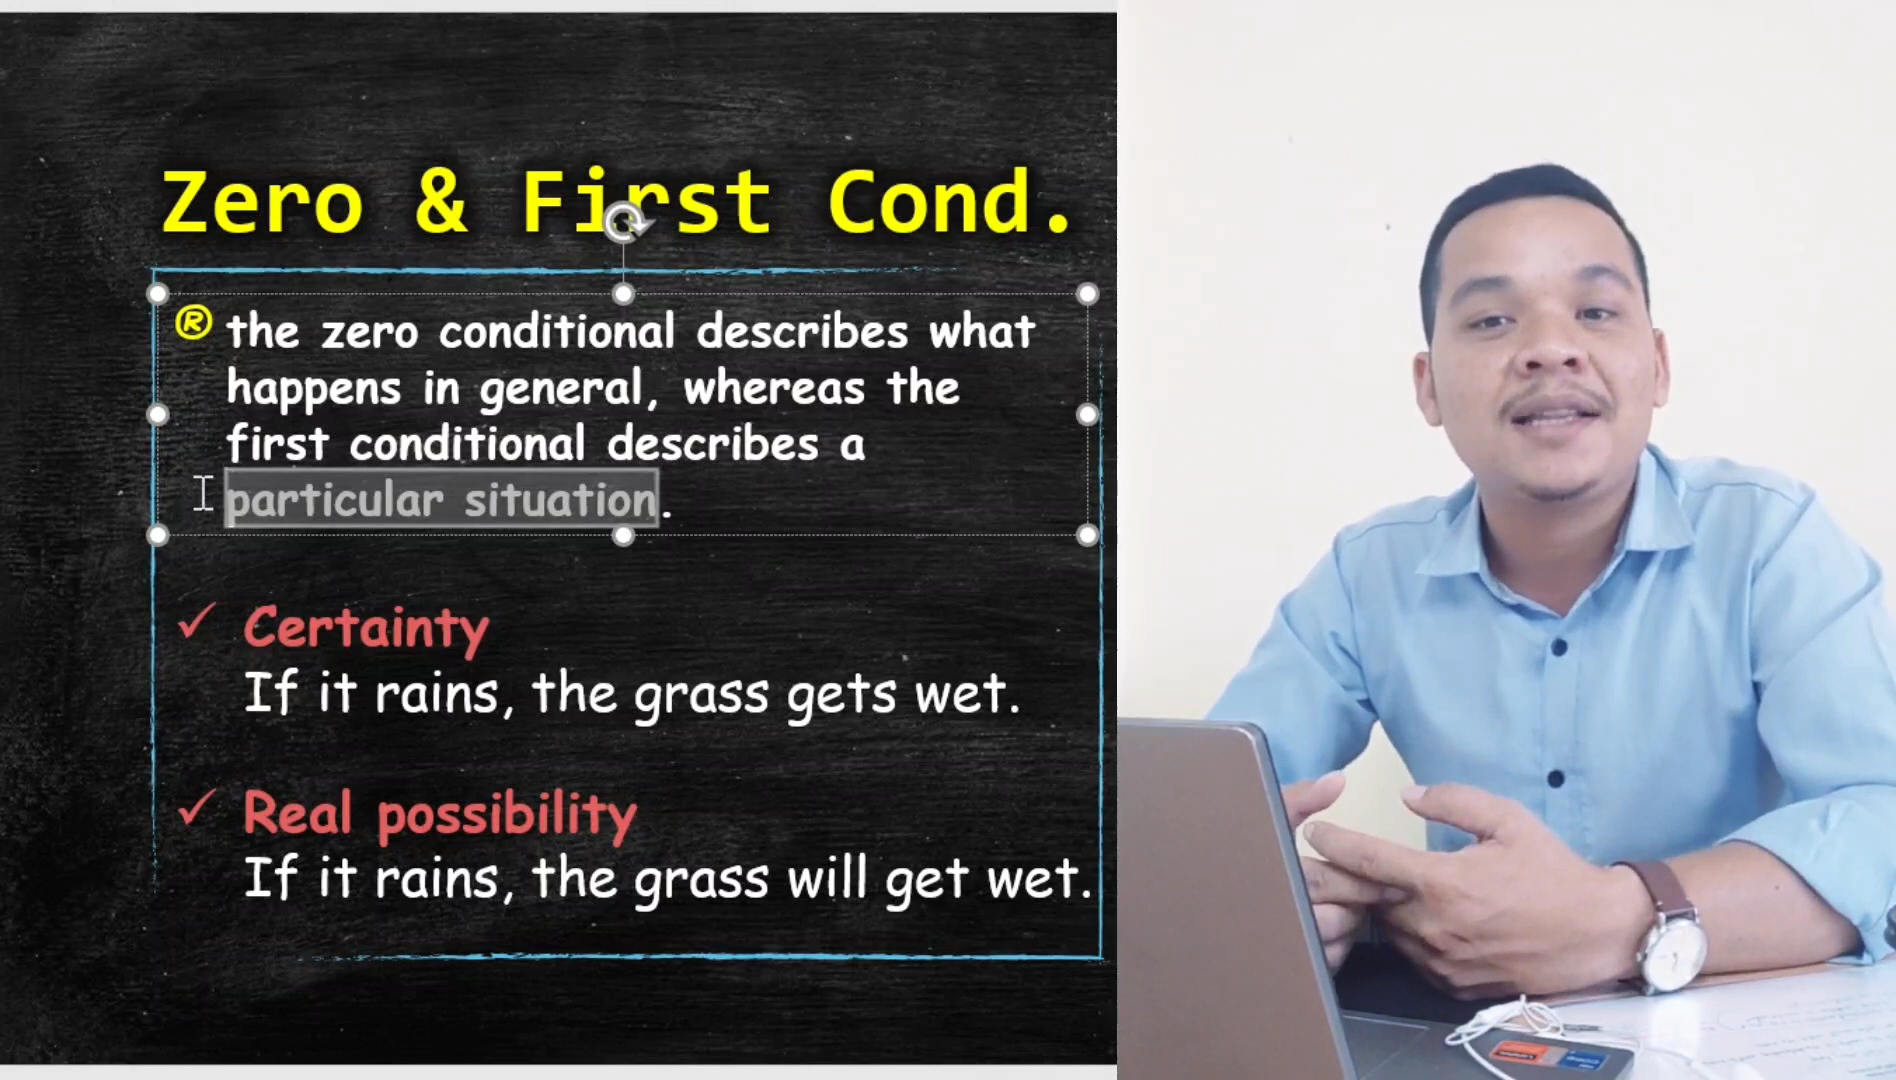 Zero & First Cond.
® the zero conditional describes what
happens in general, whereas the
first conditional describes a
particular situation.
✓ Certainty
If it rains, the grass gets wet.
✓ Real possibility
If it rains, the grass will get wet.